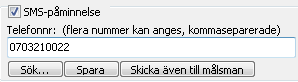 SMS-påminnelse
Telefonnr: (flera nummer kan anges, kommaseparerade)
0703210022
Sök... Spara Skicka även till målsman